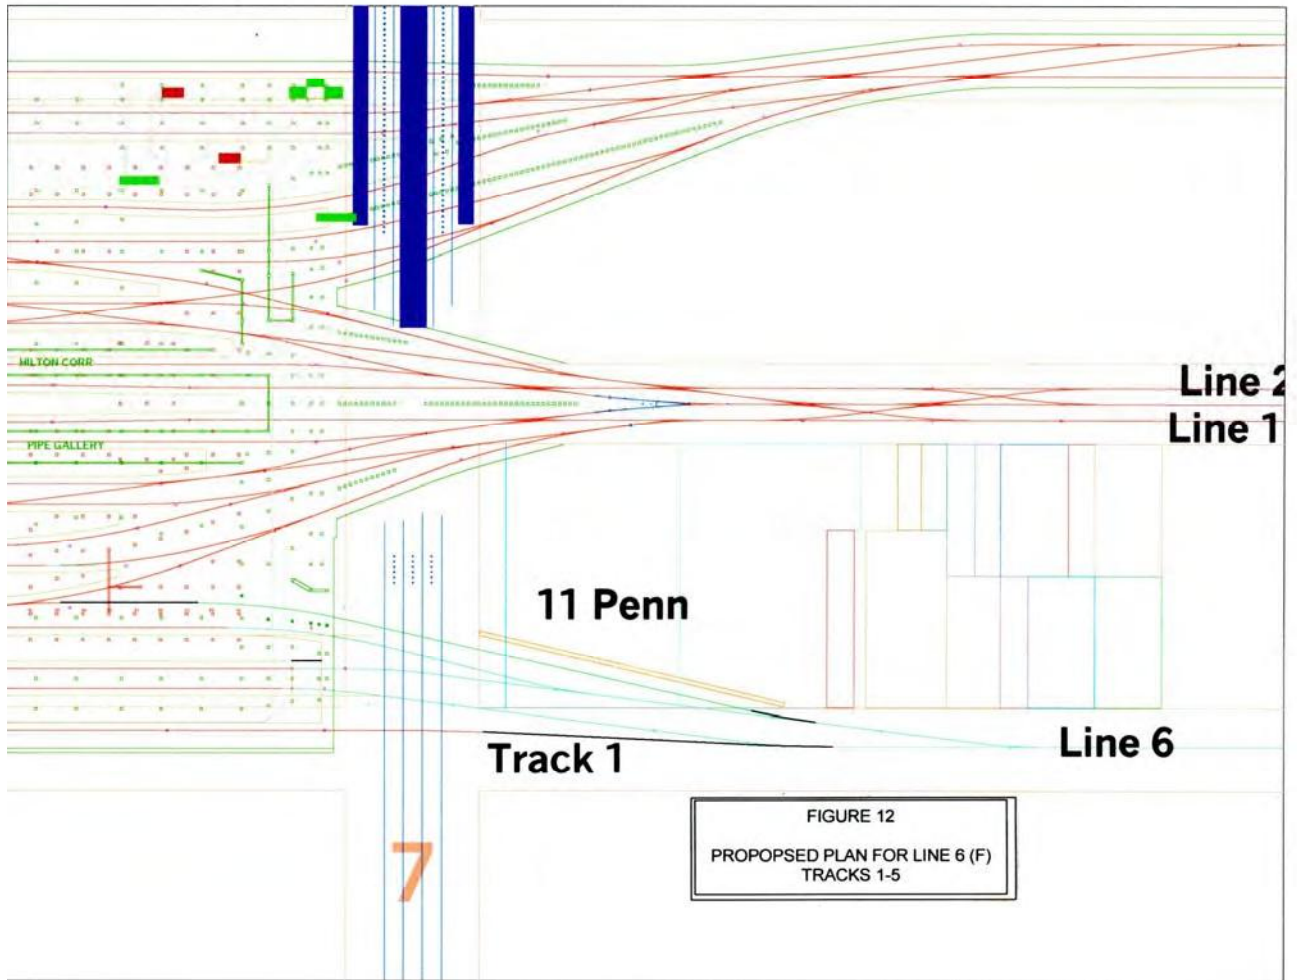 HILTON CORR
Line 2
Line 1
PIPE GALLERY
11 Penn
Track 1
Line 6
FIGURE 12
PROPOPSED PLAN FOR LINE 6 (F)
TRACKS 1-5
7